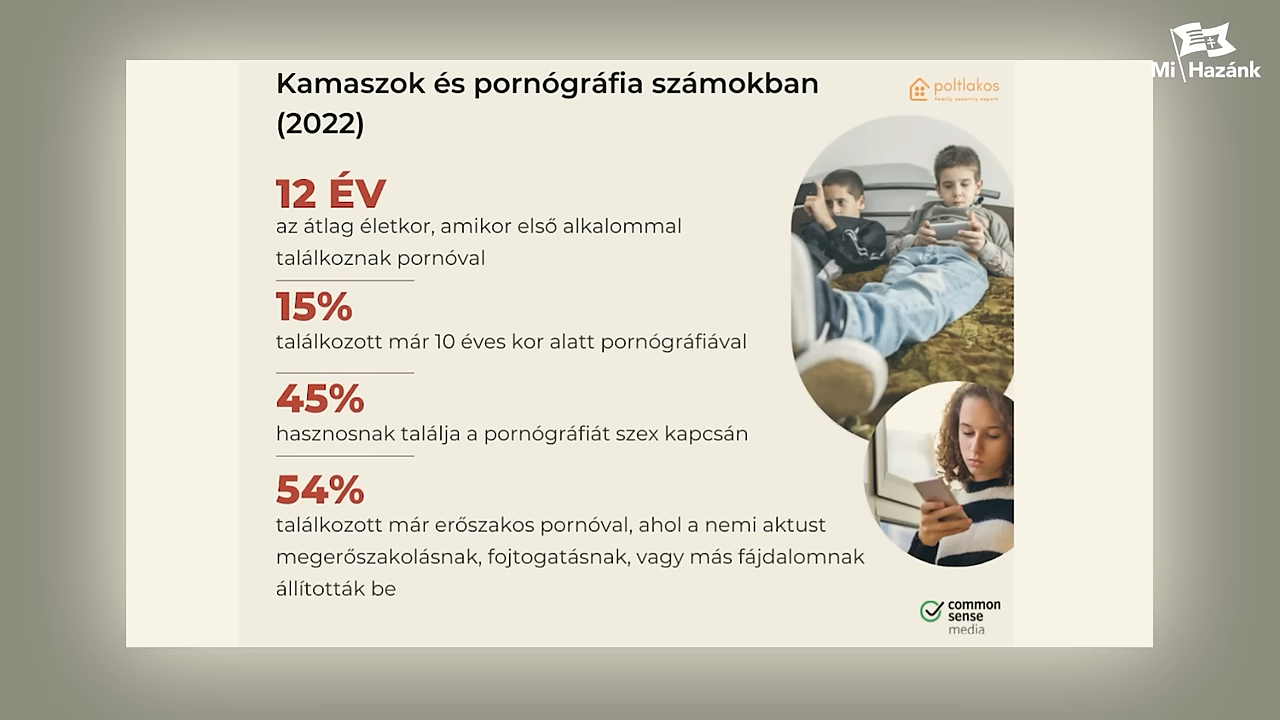 Mi Hazánk
Kamaszok és pornógráfia számokban
(2022)
poltlakos
family security expert
12 ÉV
az átlag életkor, amikor első alkalommal
találkoznak pornóval
15%
találkozott már 10 éves kor alatt pornógráfiával
45%
hasznosnak találja a pornógráfiát szex kapcsán
54%
találkozott már erőszakos pornóval, ahol a nemi aktust
megerőszakolásnak, fojtogatásnak, vagy más fájdalomnak
állították be
common
sense
media